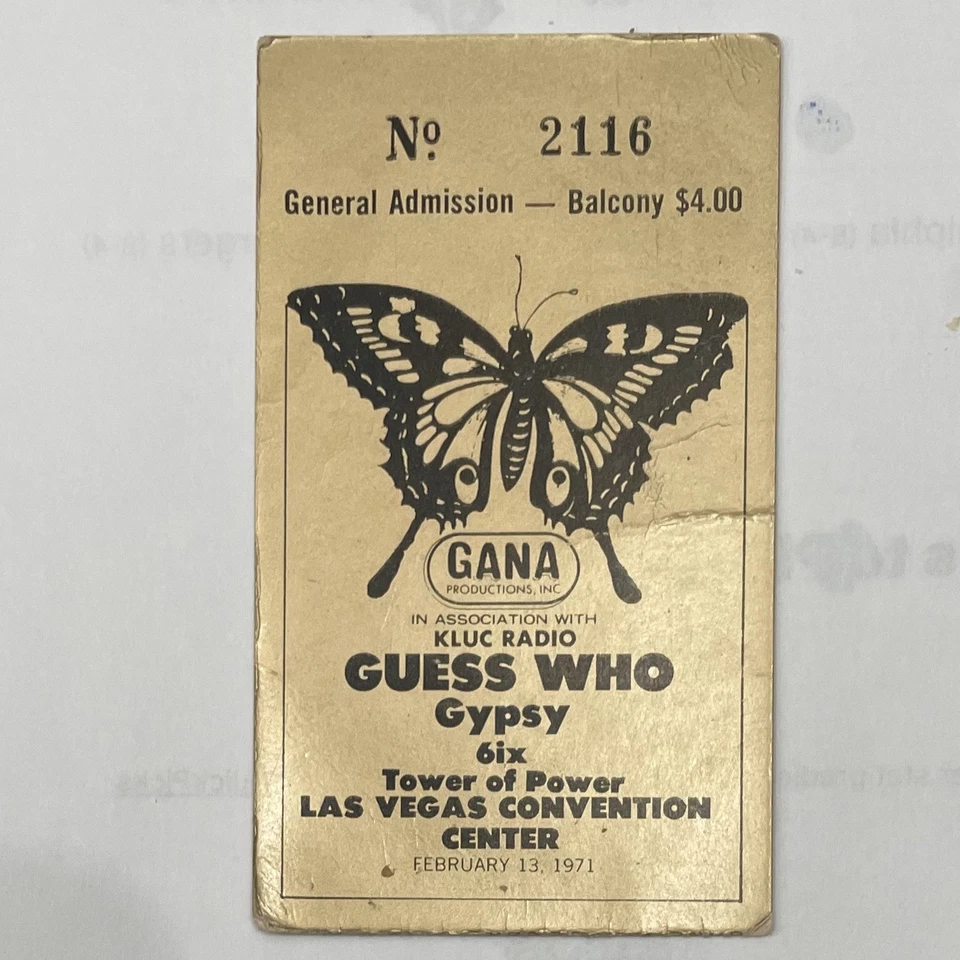 Nº 2116
General Admission — Balcony $4.00
GANA
PRODUCTIONS, INC
IN ASSOCIATION WITH
KLUC RADIO
GUESS WHO
Gypsy
6ix
Tower of Power
LAS VEGAS CONVENTION
CENTER
FEBRUARY 13, 1971